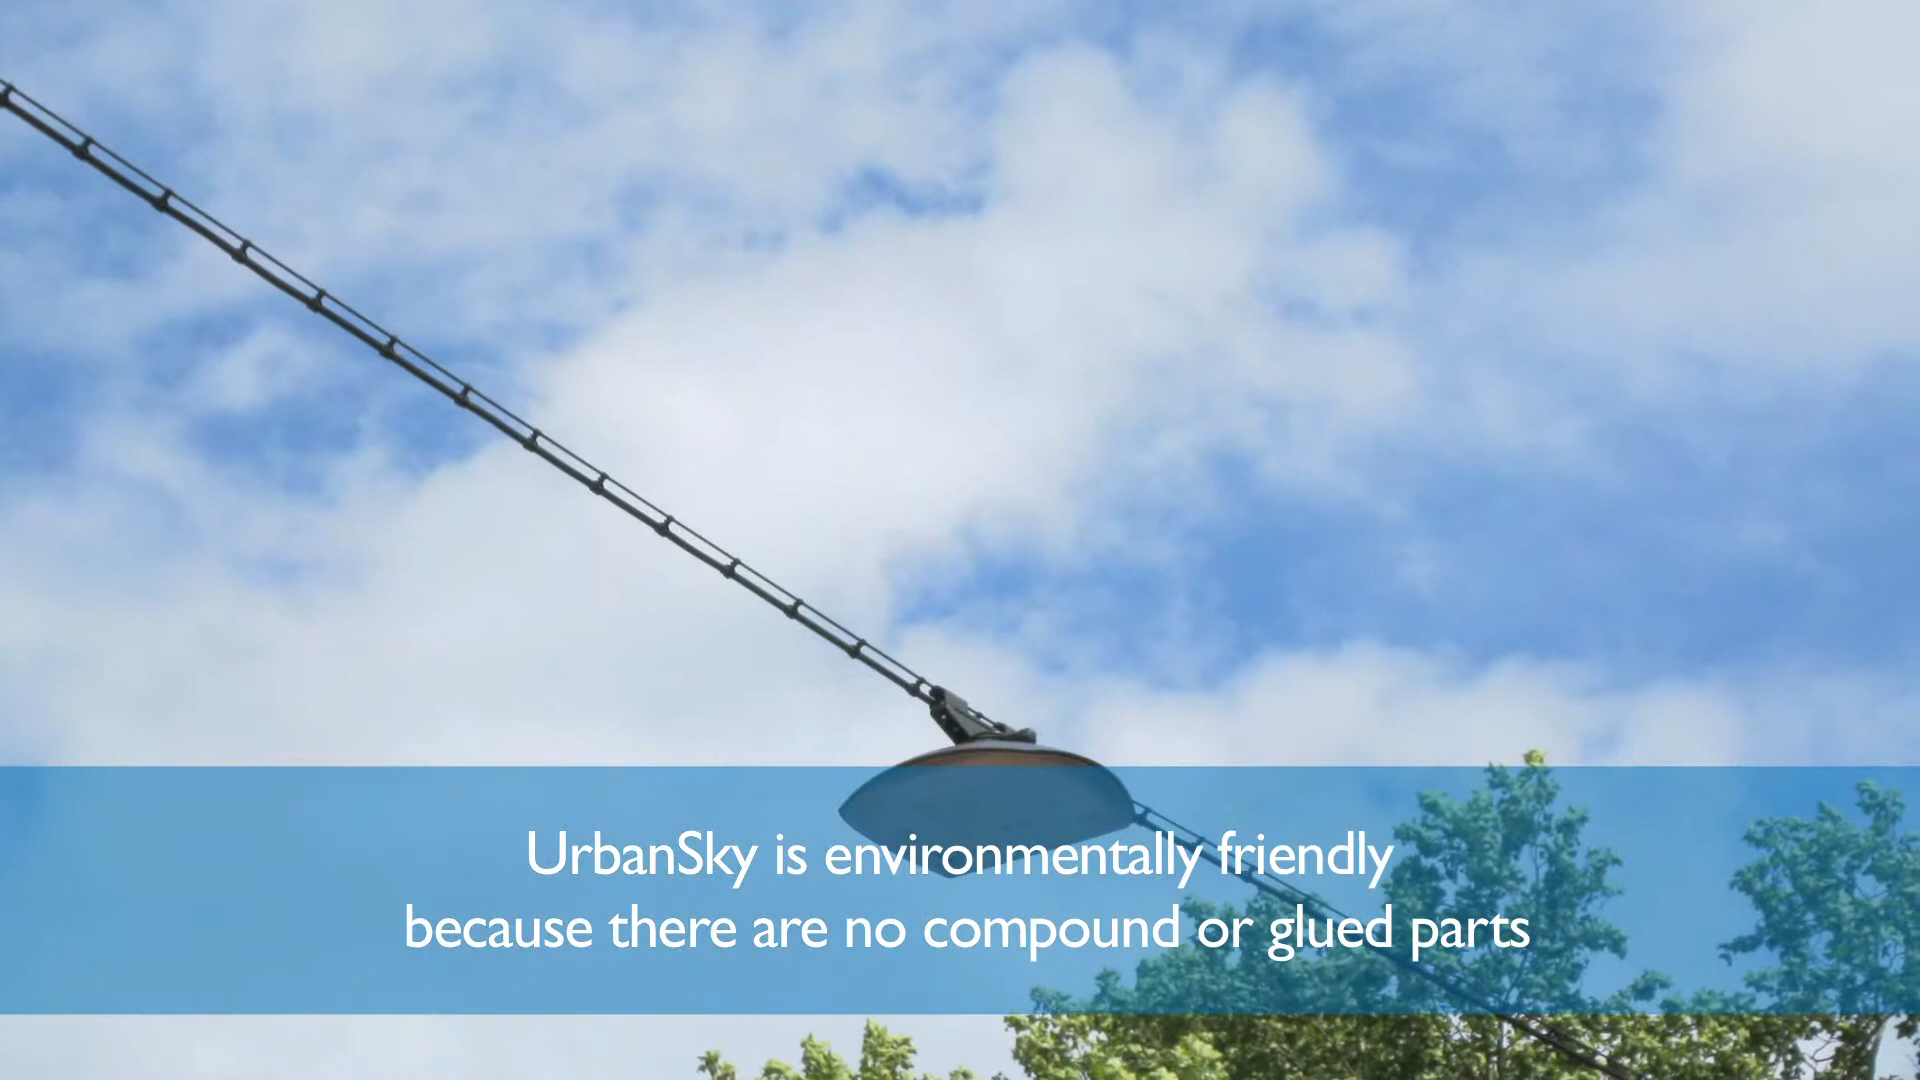 UrbanSky is environmentally friendly
because there are no compound or glued parts